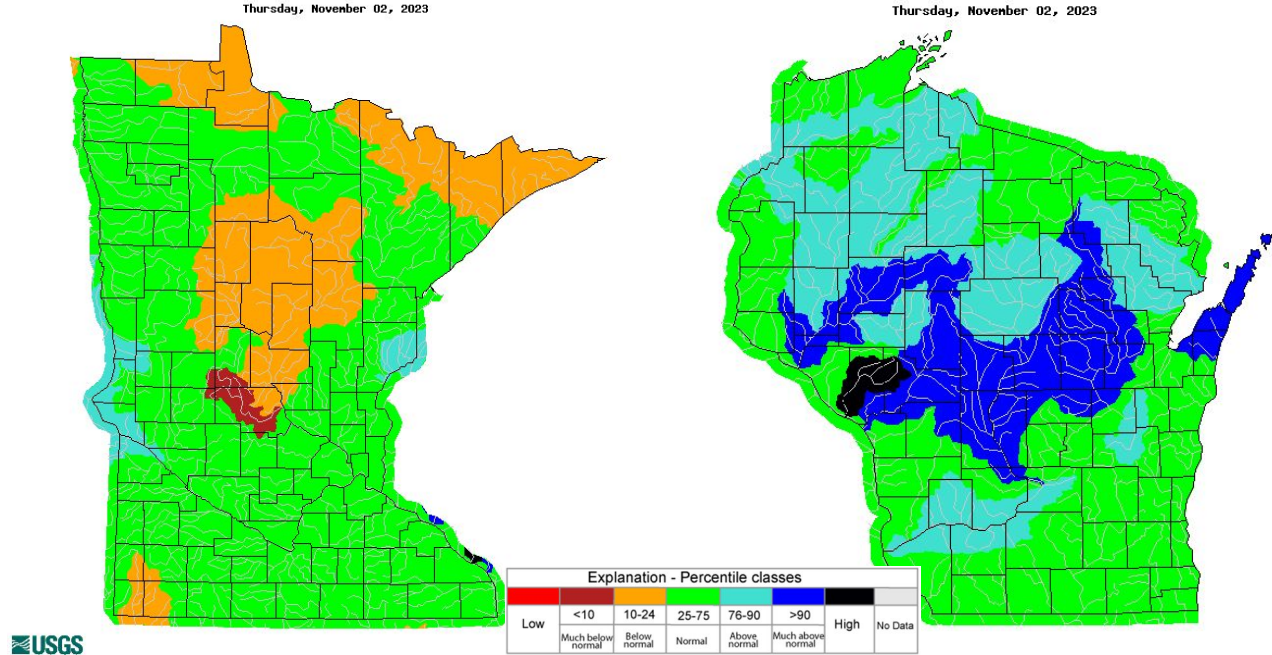 Thursday, November 02, 2023
Thursday, November 02, 2023
Explanation - Percentile classes
Low
<10
10-24
25-75
76-90
>90
High
No Data
Much below normal
Below normal
Normal
Above normal
Much above normal
USGS